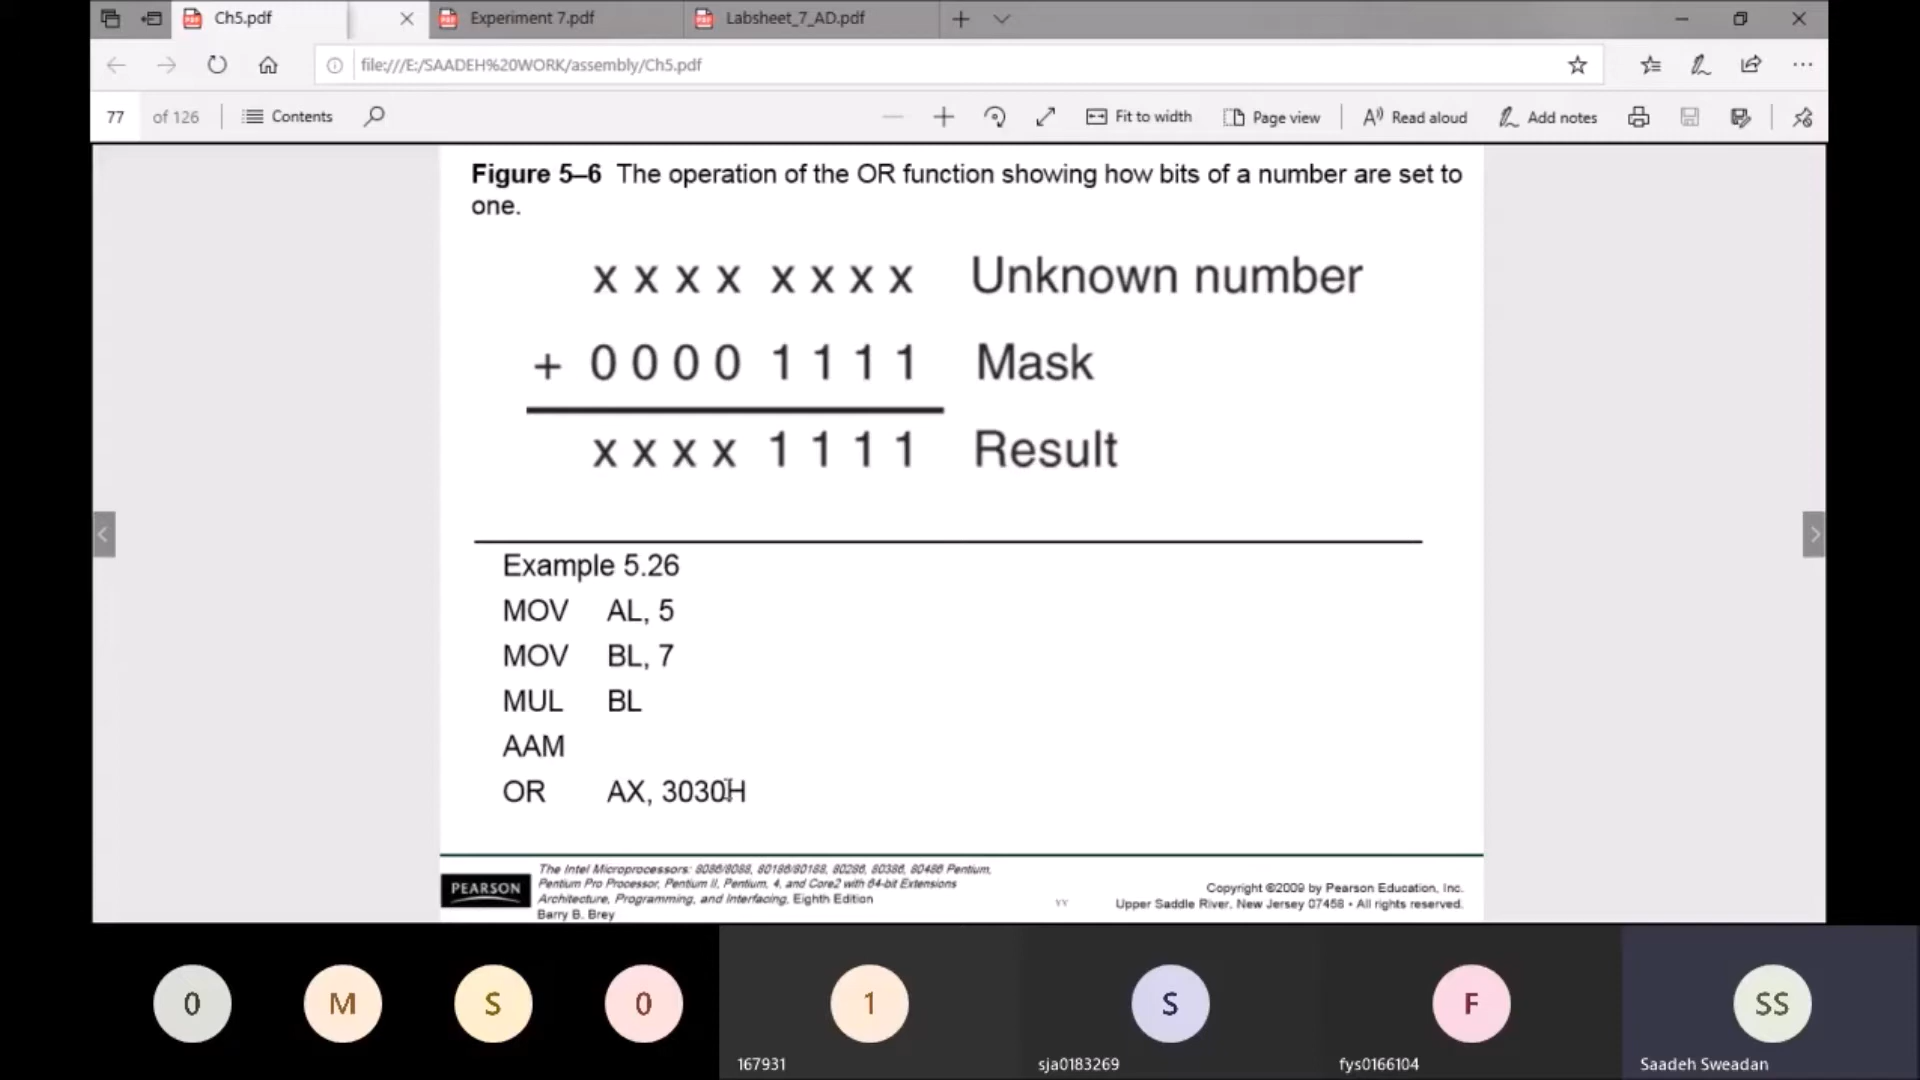 Ch5.pdf
Experiment 7.pdf
Labsheet_7_AD.pdf
file:///E:/SAADEH%20WORK/assembly/Ch5.pdf
77 of 126
Contents
Fit to width
Page view
Read aloud
Add notes
Figure 5–6 The operation of the OR function showing how bits of a number are set to
one.
x x x x x x x x Unknown number
+ 0 0 0 0 1 1 1 1 Mask
x x x x 1 1 1 1 Result
Example 5.26
MOV AL, 5
MOV BL, 7
MUL BL
AAM
OR AX, 3030H
PEARSON
The Intel Microprocessors: 8086/8088, 80186/80188, 80286, 80386, 80486 Pentium,
Pentium Pro Processor, Pentium II, Pentium, 4, and Core2 with 64-bit Extensions
Architecture, Programming, and Interfacing, Eighth Edition
Barry B. Brey
Copyright ©2009 by Pearson Education, Inc.
Upper Saddle River, New Jersey 07458 • All rights reserved.
0
M
S
0
1
S
F
SS
167931
sja0183269
fys0166104
Saadeh Sweadan